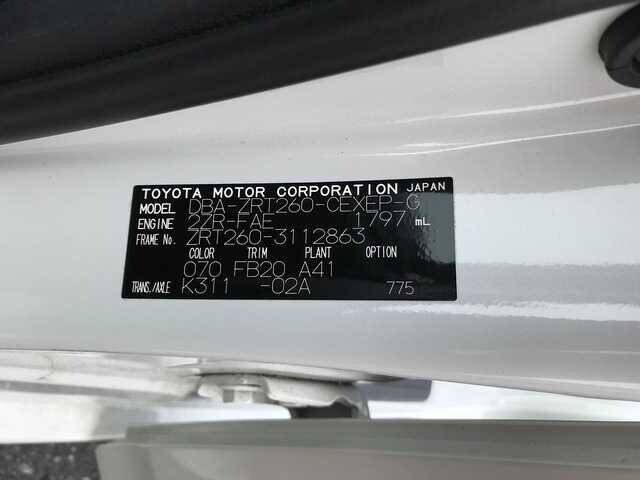 TOYOTA MOTOR CORPORATION JAPAN
MODEL DBA-ZRT260-CEXEP-G
ENGINE 2ZR-FAE 1797 mL
FRAME No. ZRT260-3112863
COLOR TRIM PLANT OPTION
070 FB20 A41
TRANS./AXLE K311 -02A 775